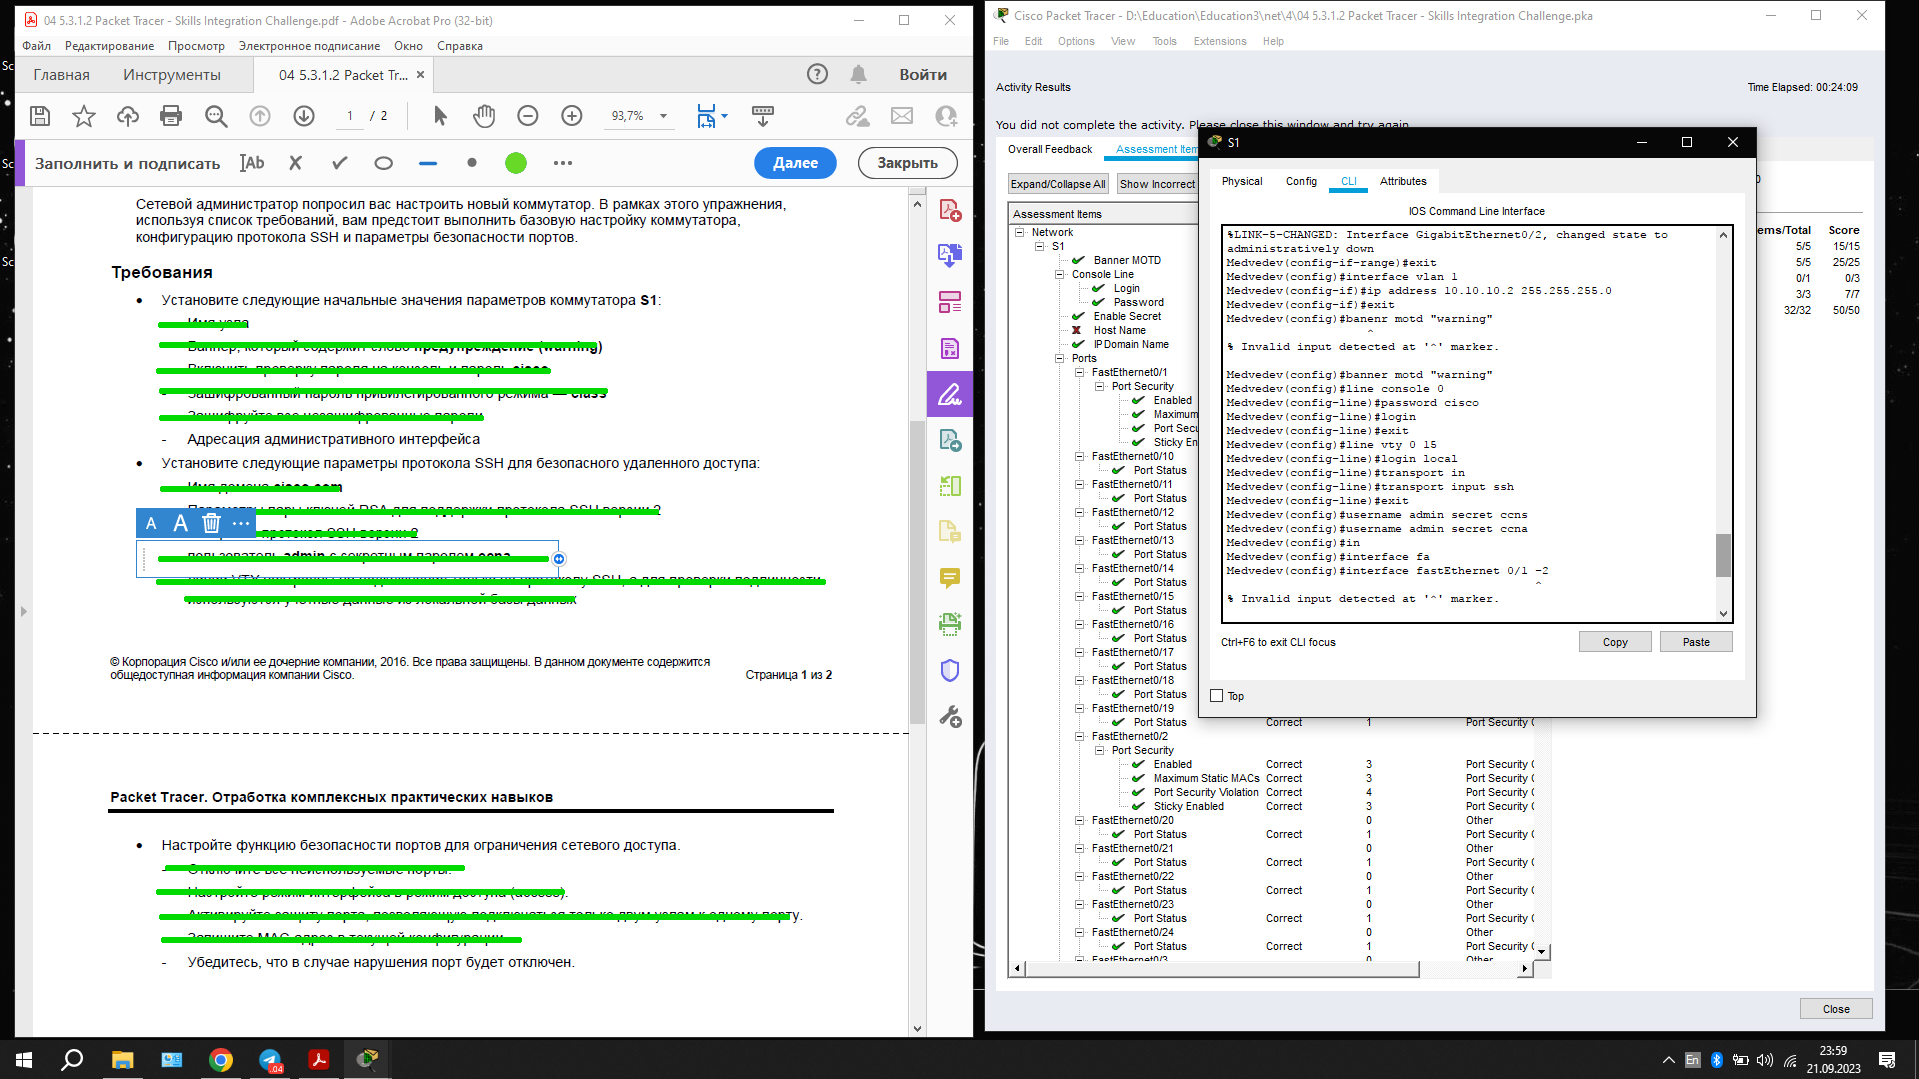 04 5.3.1.2 Packet Tracer - Skills Integration Challenge.pdf - Adobe Acrobat Pro (32-bit)
Файл Редактирование Просмотр Электронное подписание Окно Справка
Главная Инструменты 04 5.3.1.2 Packet Tr... × Войти
1 / 2 93,7%
Заполнить и подписать Ab Далее Закрыть
Сетевой администратор попросил вас настроить новый коммутатор. В рамках этого упражнения,
используя список требований, вам предстоит выполнить базовую настройку коммутатора,
конфигурацию протокола SSH и параметры безопасности портов.
Требования
• Установите следующие начальные значения параметров коммутатора S1:
Имя узла
Баннер, который содержит слово предупреждение (warning)
Включить проверку пароля на консоль и пароль cisco
- Зашифрованный пароль привилегированного режима — class
Зашифруйте все незашифрованные пароли
- Адресация административного интерфейса
• Установите следующие параметры протокола SSH для безопасного удаленного доступа:
Имя домена cisco.com
Параметры пары ключей RSA для поддержки протокола SSH версии 2
A A ... протокол SSH версии 2
пользователь admin с секретным паролем ccna
SSH, а для проверки подлинности
используются учетные данные из локальной базы данных
© Корпорация Cisco и/или ее дочерние компании, 2016. Все права защищены. В данном документе содержится
общедоступная информация компании Cisco. Страница 1 из 2
Packet Tracer. Отработка комплексных практических навыков
• Настройте функцию безопасности портов для ограничения сетевого доступа.
- Отключите все неиспользуемые порты.
Настройте режим интерфейса в режим доступа (access).
Активируйте защиту порта, позволяющую подключаться только двум узлам к одному порту.
Запишите MAC-адрес в текущей конфигурации.
- Убедитесь, что в случае нарушения порт будет отключен.
Cisco Packet Tracer - D:\Education\Education3\net\4\04 5.3.1.2 Packet Tracer - Skills Integration Challenge.pka
File Edit Options View Tools Extensions Help
Activity Results Time Elapsed: 00:24:09
You did not complete the activity. Please close this window and try again.
Overall Feedback Assessment Item
Expand/Collapse All Show Incorrect
Assessment Items
Network
S1
Banner MOTD
Console Line
Login
Password
Enable Secret
Host Name
IP Domain Name
Ports
FastEthernet0/1
Port Security
Enabled
Maximum
Port Secu
Sticky En
FastEthernet0/10
Port Status
FastEthernet0/11
Port Status
FastEthernet0/12
Port Status
FastEthernet0/13
Port Status
FastEthernet0/14
Port Status
FastEthernet0/15
Port Status
FastEthernet0/16
Port Status
FastEthernet0/17
Port Status
FastEthernet0/18
Port Status
FastEthernet0/19
Port Status Correct 1 Port Security C
FastEthernet0/2
Port Security
Enabled Correct 3 Port Security C
Maximum Static MACs Correct 3 Port Security C
Port Security Violation Correct 4 Port Security C
Sticky Enabled Correct 3 Port Security C
FastEthernet0/20 0 Other
Port Status Correct 1 Port Security C
FastEthernet0/21 0 Other
Port Status Correct 1 Port Security C
FastEthernet0/22 0 Other
Port Status Correct 1 Port Security C
FastEthernet0/23 0 Other
Port Status Correct 1 Port Security C
FastEthernet0/24 0 Other
Port Status Correct 1 Port Security C
FastEthernet0/3 0 Other
ems/Total Score
5/5 15/15
5/5 25/25
0/1 0/3
3/3 7/7
32/32 50/50
Close
S1
Physical Config CLI Attributes
IOS Command Line Interface
%LINK-5-CHANGED: Interface GigabitEthernet0/2, changed state to
administratively down
Medvedev(config-if-range)#exit
Medvedev(config)#interface vlan 1
Medvedev(config-if)#ip address 10.10.10.2 255.255.255.0
Medvedev(config-if)#exit
Medvedev(config)#banenr motd "warning"
^
% Invalid input detected at '^' marker.
Medvedev(config)#banner motd "warning"
Medvedev(config)#line console 0
Medvedev(config-line)#password cisco
Medvedev(config-line)#login
Medvedev(config-line)#exit
Medvedev(config)#line vty 0 15
Medvedev(config-line)#login local
Medvedev(config-line)#transport in
Medvedev(config-line)#transport input ssh
Medvedev(config-line)#exit
Medvedev(config)#username admin secret ccns
Medvedev(config)#username admin secret ccna
Medvedev(config)#in
Medvedev(config)#interface fa
Medvedev(config)#interface fastEthernet 0/1 -2
^
% Invalid input detected at '^' marker.
Ctrl+F6 to exit CLI focus Copy Paste
Top
.04
En
23:59
21.09.2023